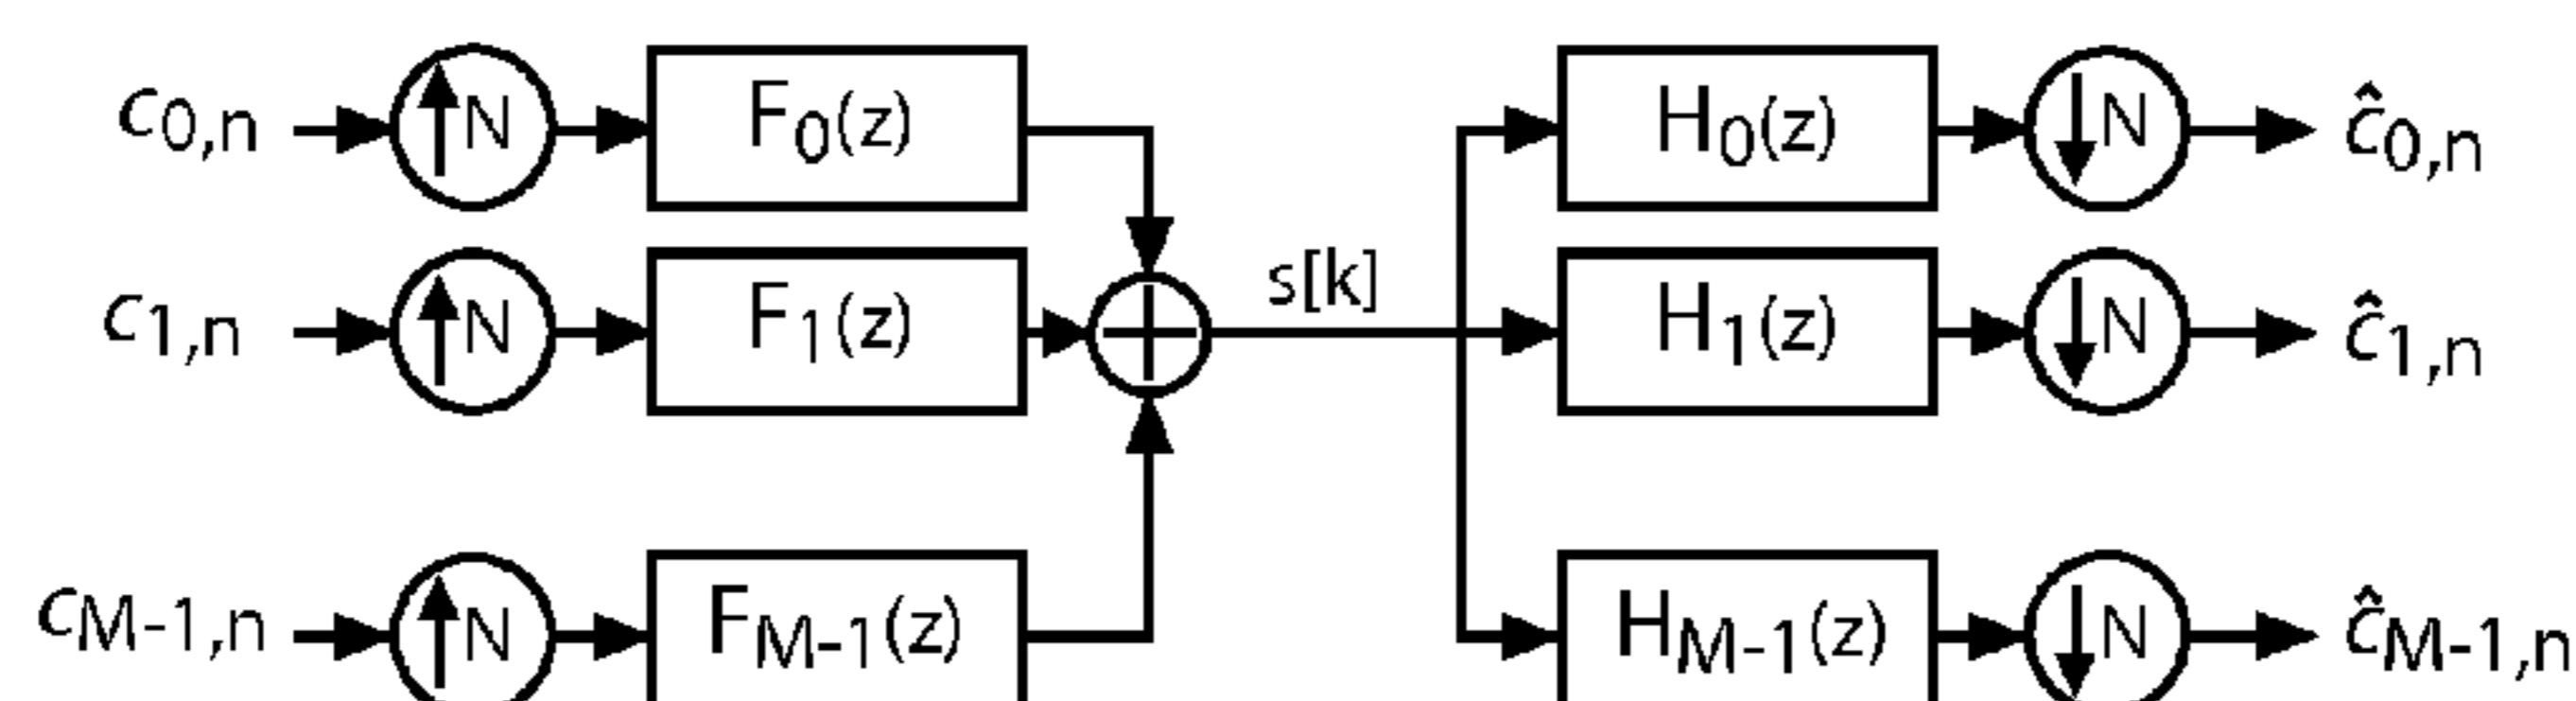 c0,n ↑N F0(z) H0(z) ↓N ĉ0,n
s[k]
c1,n ↑N F1(z) H1(z) ↓N ĉ1,n
cM-1,n ↑N FM-1(z) HM-1(z) ↓N ĉM-1,n